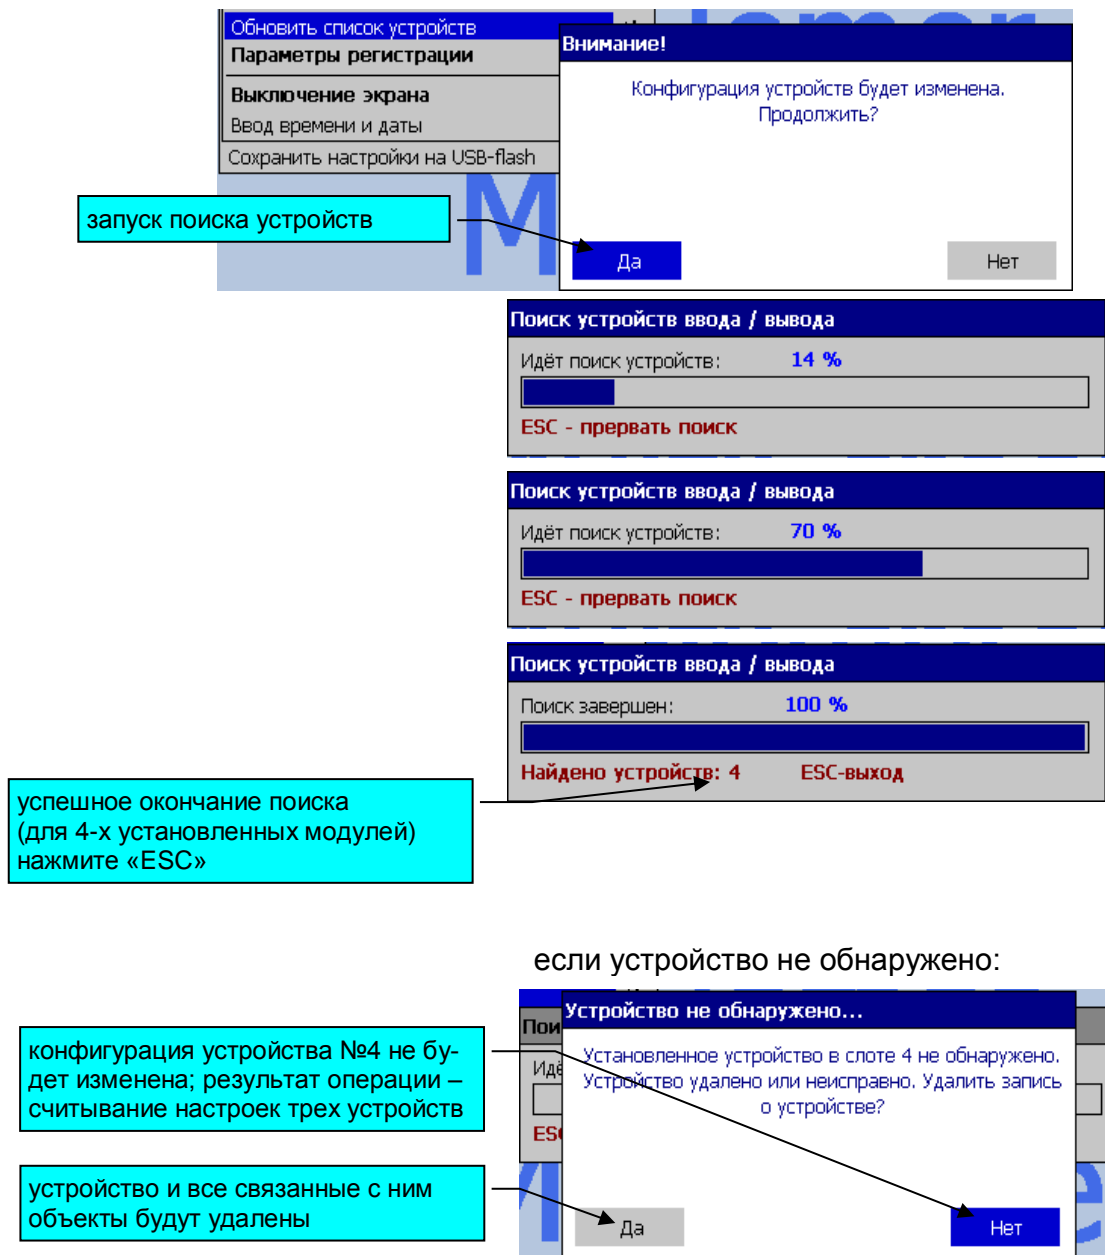 Обновить список устройств
Параметры регистрации
Выключение экрана
Ввод времени и даты
Сохранить настройки на USB-flash
Внимание!
Конфигурация устройств будет изменена.
Продолжить?
Да
Нет
запуск поиска устройств
Поиск устройств ввода / вывода
Идёт поиск устройств:
14 %
ESC - прервать поиск
Поиск устройств ввода / вывода
Идёт поиск устройств:
70 %
ESC - прервать поиск
Поиск устройств ввода / вывода
Поиск завершен:
100 %
Найдено устройств: 4
ESC-выход
успешное окончание поиска
(для 4-х установленных модулей)
нажмите «ESC»
если устройство не обнаружено:
Устройство не обнаружено...
Установленное устройство в слоте 4 не обнаружено.
Устройство удалено или неисправно. Удалить запись
о устройстве?
Да
Нет
конфигурация устройства №4 не бу-
дет изменена; результат операции –
считывание настроек трех устройств
устройство и все связанные с ним
объекты будут удалены